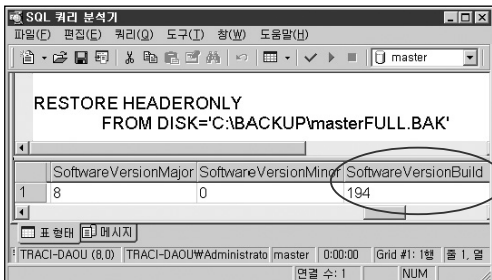 SQL 쿼리 분석기
파일(F) 편집(E) 쿼리(Q) 도구(T) 창(W) 도움말(H)
master
RESTORE HEADERONLY
FROM DISK='C:\BACKUP\masterFULL.BAK'
SoftwareVersionMajor SoftwareVersionMinor SoftwareVersionBuild
1 8 0 194
표 형태 메시지
TRACI-DAOU (8,0) TRACI-DAOU₩Administrato master 0:00:00 Grid #1: 1행 줄 1, 열
연결 수: 1 NUM